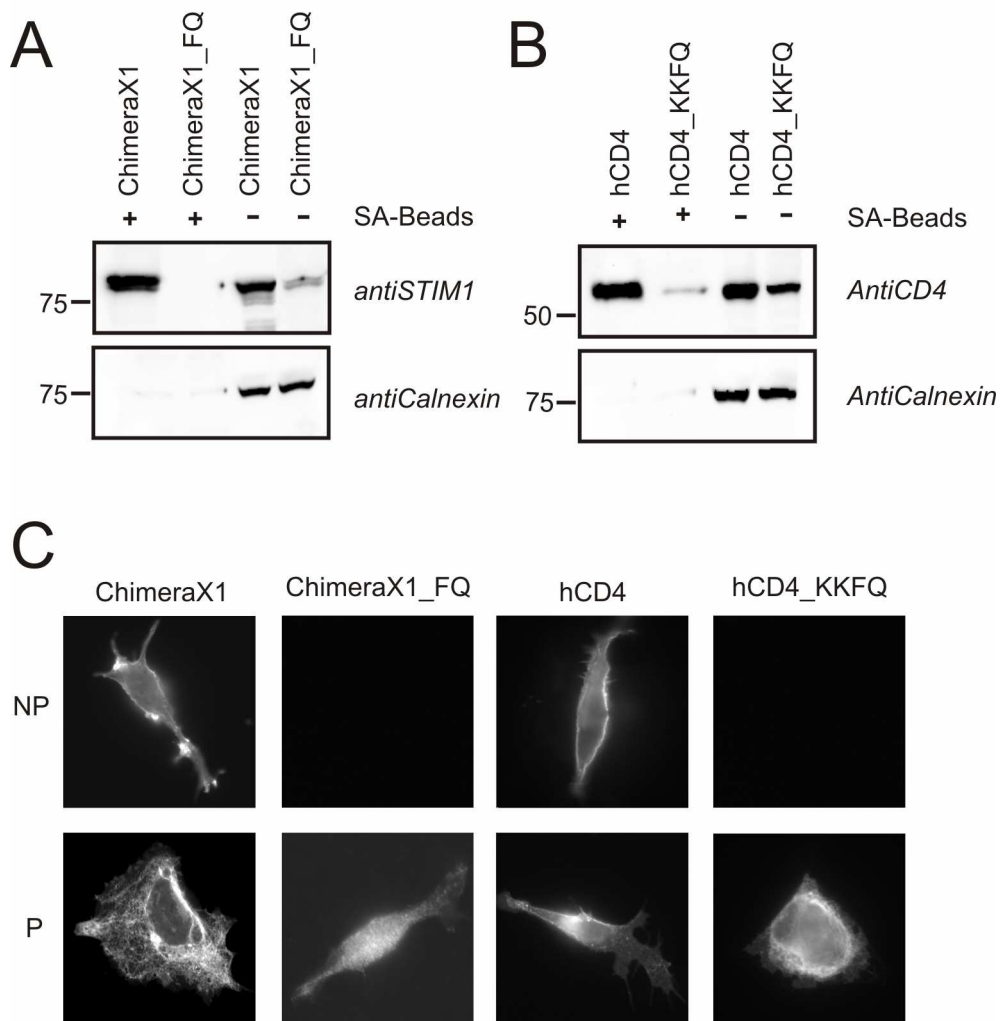 A
ChimeraX1
ChimeraX1_FQ
ChimeraX1
ChimeraX1_FQ
+ + - - SA-Beads
75
antiSTIM1
75
antiCalnexin
B
hCD4
hCD4_KKFQ
hCD4
hCD4_KKFQ
+ + - - SA-Beads
50
AntiCD4
75
AntiCalnexin
C
ChimeraX1 ChimeraX1_FQ hCD4 hCD4_KKFQ
NP
P